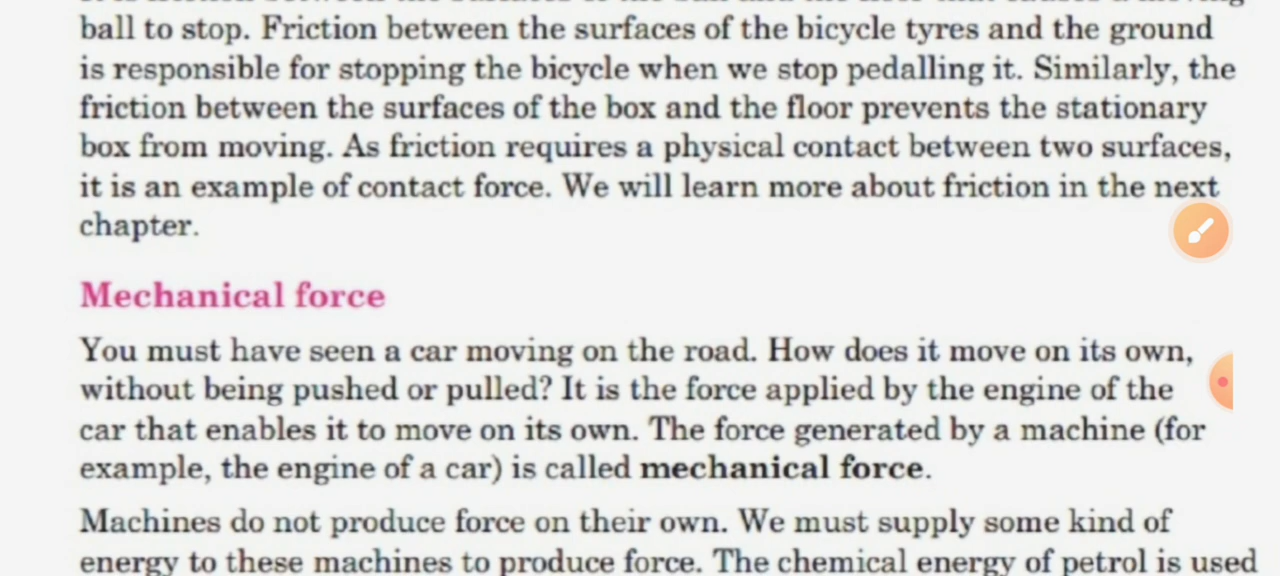 ball to stop. Friction between the surfaces of the bicycle tyres and the ground
is responsible for stopping the bicycle when we stop pedalling it. Similarly, the
friction between the surfaces of the box and the floor prevents the stationary
box from moving. As friction requires a physical contact between two surfaces,
it is an example of contact force. We will learn more about friction in the next
chapter.
Mechanical force
You must have seen a car moving on the road. How does it move on its own,
without being pushed or pulled? It is the force applied by the engine of the
car that enables it to move on its own. The force generated by a machine (for
example, the engine of a car) is called mechanical force.
Machines do not produce force on their own. We must supply some kind of
energy to these machines to produce force. The chemical energy of petrol is used